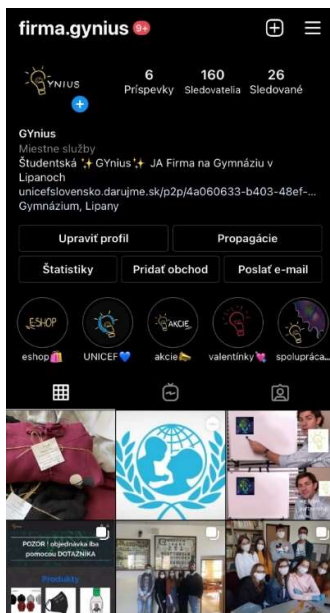 firma.gynius 9+
GYNIUS
6 160 26
Príspevky Sledovatelia Sledované
GYnius
Miestne služby
Študentská ✨ GYnius ✨ JA Firma na Gymnáziu v
Lipanoch
unicefslovensko.darujme.sk/p2p/4a060633-b403-48ef-...
Gymnázium, Lipany
Upraviť profil Propagácie
Štatistiky Pridať obchod Poslať e-mail
ESHOP AKCIE
eshop🛍️ UNICEF💙 akcie📣 valentínky💘 spolupráca...
POZOR ! objednávka iba
pomocou DOTAZNÍKA
Produkty